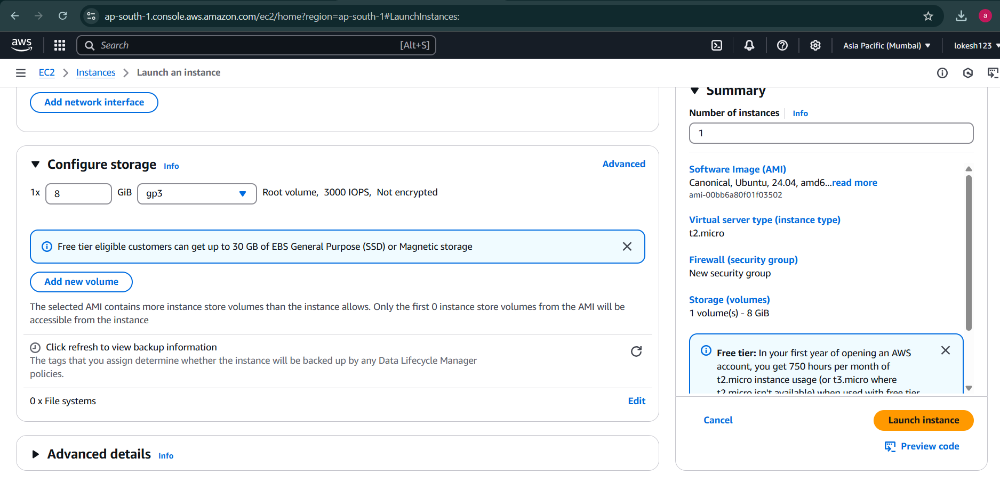 ap-south-1.console.aws.amazon.com/ec2/home?region=ap-south-1#LaunchInstances:
a
aws
Search
[Alt+S]
Asia Pacific (Mumbai)
lokesh123
EC2
Instances
Launch an instance
Add network interface
Configure storage Info
Advanced
1x 8 GiB gp3 Root volume, 3000 IOPS, Not encrypted
Free tier eligible customers can get up to 30 GB of EBS General Purpose (SSD) or Magnetic storage
Add new volume
The selected AMI contains more instance store volumes than the instance allows. Only the first 0 instance store volumes from the AMI will be
accessible from the instance
Click refresh to view backup information
The tags that you assign determine whether the instance will be backed up by any Data Lifecycle Manager
policies.
0 x File systems
Edit
Advanced details Info
Summary
Number of instances Info
1
Software Image (AMI)
Canonical, Ubuntu, 24.04, amd6...read more
ami-00bb6a80f01f03502
Virtual server type (instance type)
t2.micro
Firewall (security group)
New security group
Storage (volumes)
1 volume(s) - 8 GiB
Free tier: In your first year of opening an AWS
account, you get 750 hours per month of
t2.micro instance usage (or t3.micro where
t2.micro isn't available) when used with free tier
Cancel
Launch instance
Preview code